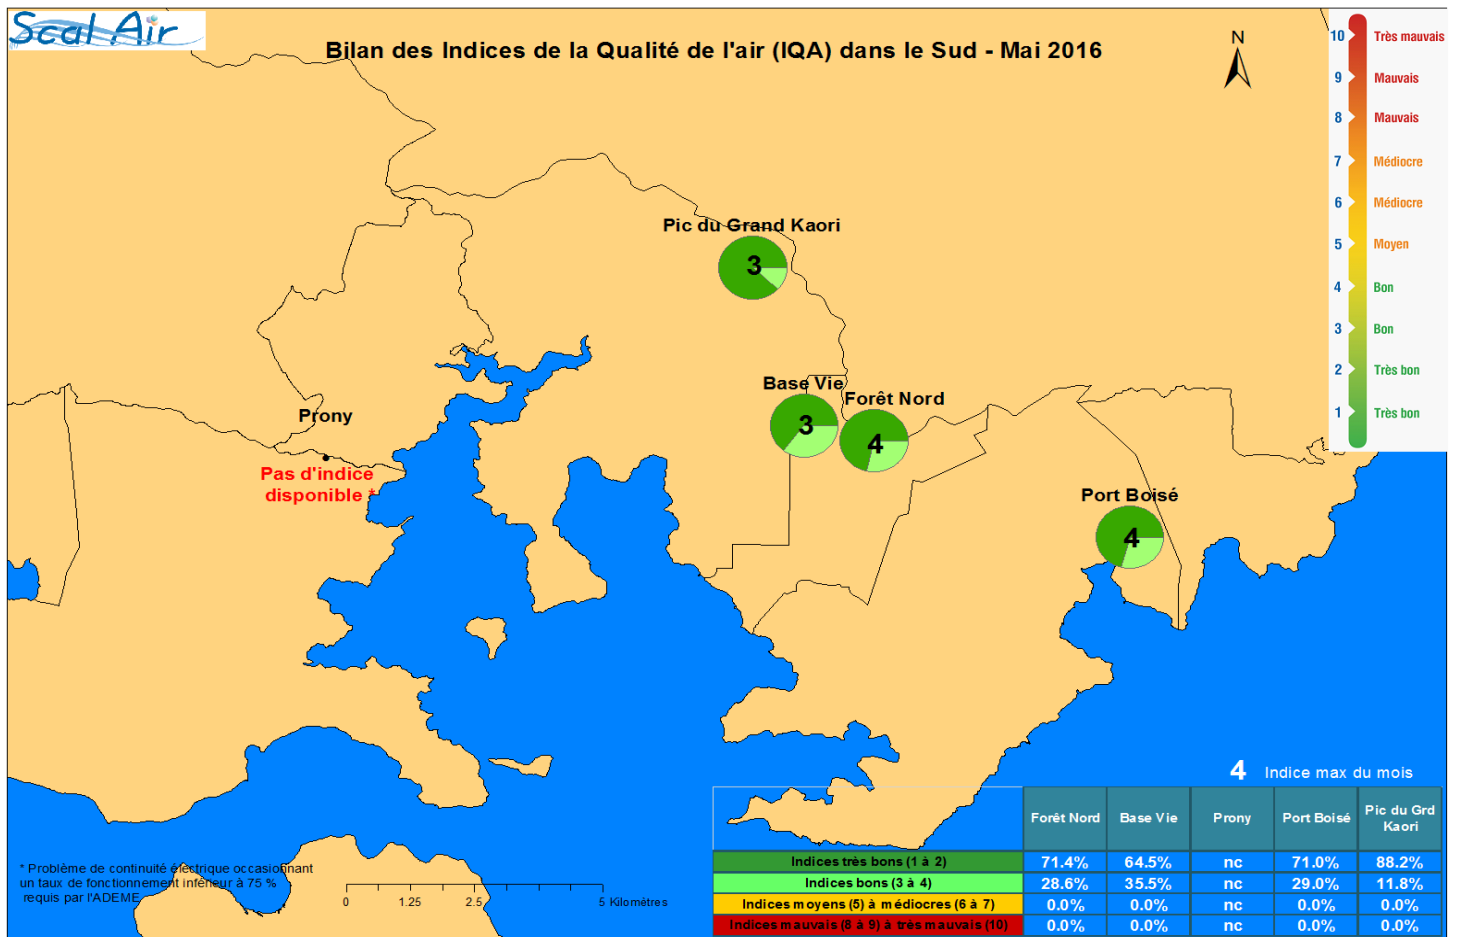 Scal Air
Bilan des Indices de la Qualité de l'air (IQA) dans le Sud - Mai 2016
N
10 Très mauvais
9 Mauvais
8 Mauvais
7 Médiocre
6 Médiocre
5 Moyen
4 Bon
3 Bon
2 Très bon
1 Très bon
Pic du Grand Kaori
3
Base Vie
3
Forêt Nord
4
Prony
Pas d'indice
disponible *
Port Boisé
4
4 Indice max du mois
Forêt Nord Base Vie Prony Port Boisé Pic du Grd
Kaori
Indices très bons (1 à 2) 71.4% 64.5% nc 71.0% 88.2%
Indices bons (3 à 4) 28.6% 35.5% nc 29.0% 11.8%
Indices moyens (5) à médiocres (6 à 7) 0.0% 0.0% nc 0.0% 0.0%
Indices mauvais (8 à 9) à très mauvais (10) 0.0% 0.0% nc 0.0% 0.0%
* Problème de continuité électrique occasionnant
un taux de fonctionnement inférieur à 75 %
requis par l'ADEME
0 1.25 2.5 5 Kilomètres